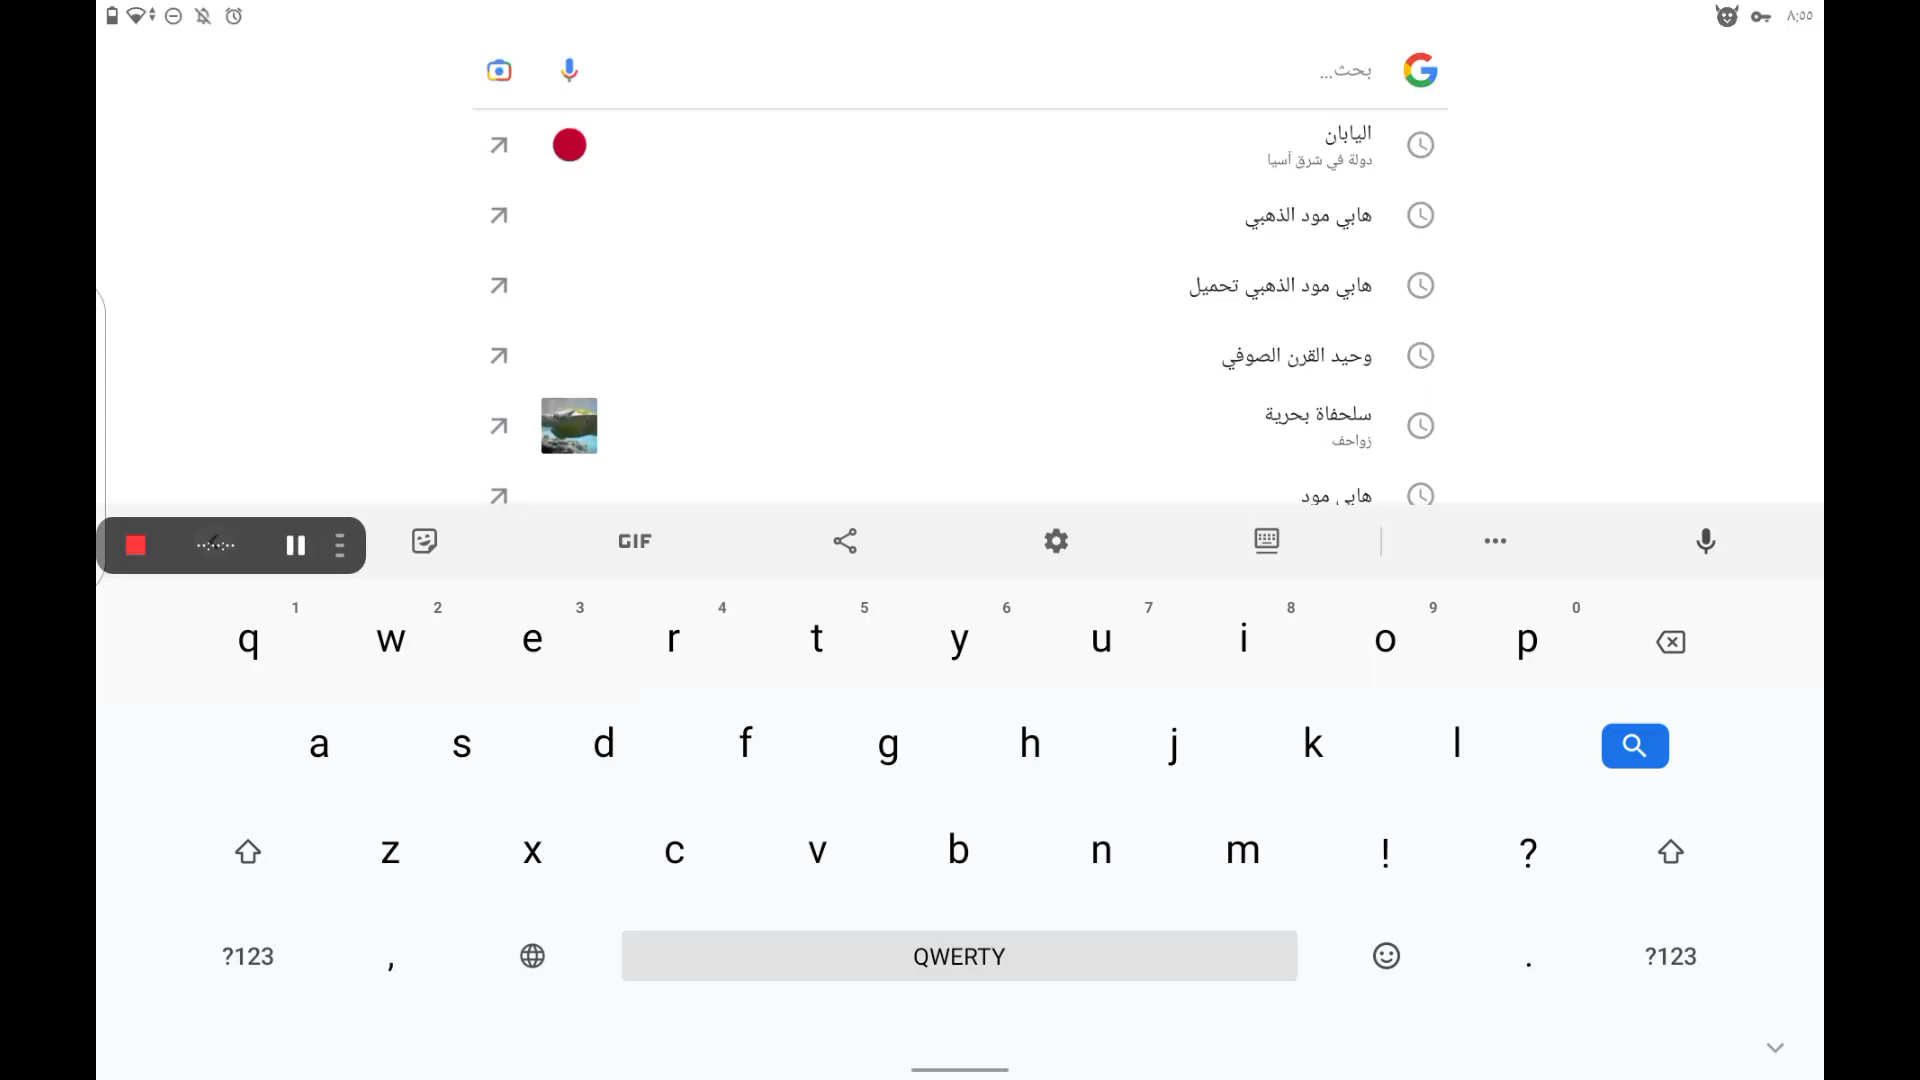 ٨:٥٥
بحث...
اليابان
دولة في شرق آسيا
هابي مود الذهبي
هابي مود الذهبي تحميل
وحيد القرن الصوفي
سلحفاة بحرية
زواحف
هابي مود
GIF
1 2 3 4 5 6 7 8 9 0
q w e r t y u i o p
a s d f g h j k l
z x c v b n m ! ?
?123 , QWERTY . ?123